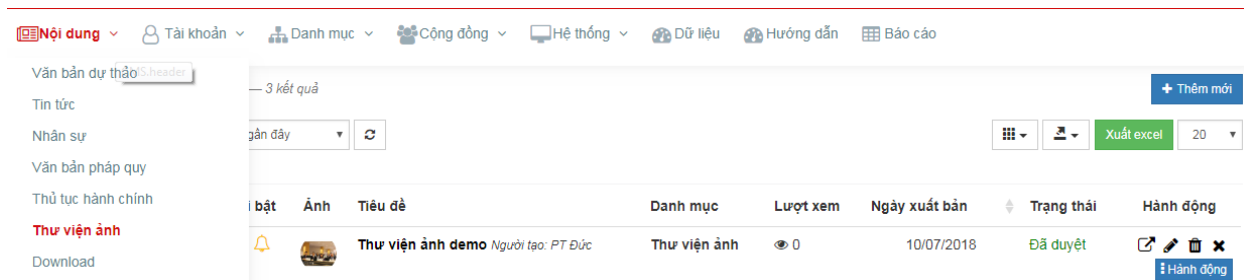 Nội dung Tài khoản Danh mục Cộng đồng Hệ thống Dữ liệu Hướng dẫn Báo cáo
Văn bản dự thảo
— 3 kết quả
Thêm mới
Tin tức
Nhân sự
gần đây
Xuất excel
20
Văn bản pháp quy
Thủ tục hành chính
bật Ảnh Tiêu đề Danh mục Lượt xem Ngày xuất bản Trạng thái Hành động
Thư viện ảnh
Thư viện ảnh demo Người tạo: PT Đức Thư viện ảnh 0 10/07/2018 Đã duyệt
Download
Hành động